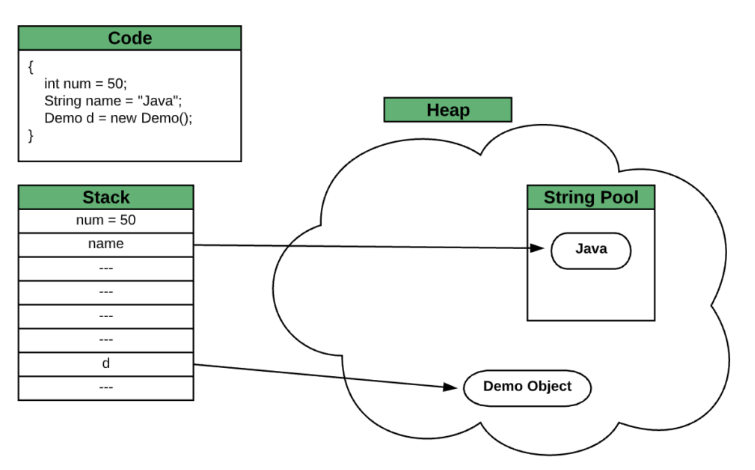 Code
{
int num = 50;
String name = "Java";
Demo d = new Demo();
}
Heap
Stack
num = 50
name
---
---
---
---
d
---
String Pool
Java
Demo Object